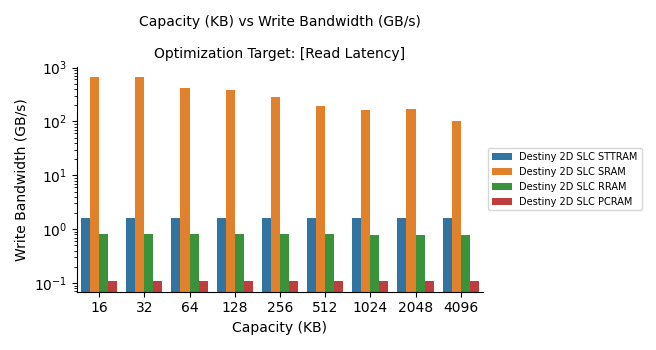 Capacity (KB) vs Write Bandwidth (GB/s)
Optimization Target: [Read Latency]
Write Bandwidth (GB/s)
10³
10²
10¹
10⁰
10⁻¹
16 32 64 128 256 512 1024 2048 4096
Capacity (KB)
Destiny 2D SLC STTRAM
Destiny 2D SLC SRAM
Destiny 2D SLC RRAM
Destiny 2D SLC PCRAM